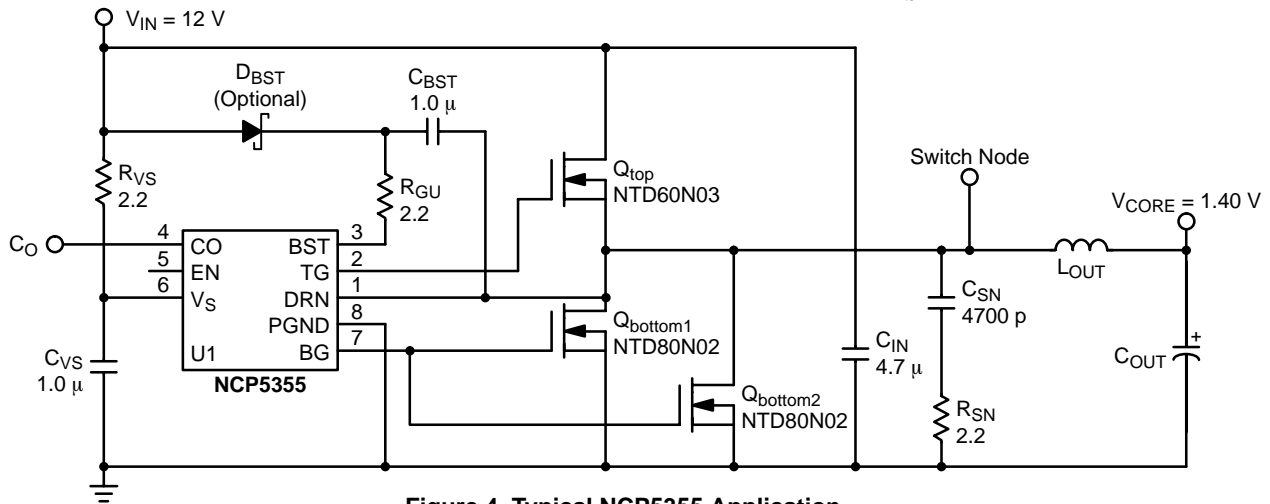 V_IN = 12 V
D_BST
(Optional)
C_BST
1.0 μ
R_VS
2.2
R_GU
2.2
Q_top
NTD60N03
Switch Node
V_CORE = 1.40 V
C_O
4
CO
5
EN
6
V_S
BST
3
TG
2
DRN
1
PGND
8
BG
7
U1
NCP5355
C_VS
1.0 μ
Q_bottom1
NTD80N02
Q_bottom2
NTD80N02
C_IN
4.7 μ
C_SN
4700 p
R_SN
2.2
L_OUT
C_OUT
+
Figure 4. Typical NCP5355 Application